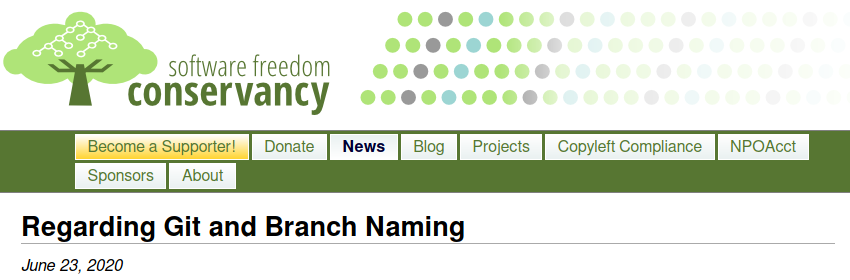 software freedom
conservancy
Become a Supporter! Donate News Blog Projects Copyleft Compliance NPOAcct
Sponsors About
Regarding Git and Branch Naming
June 23, 2020